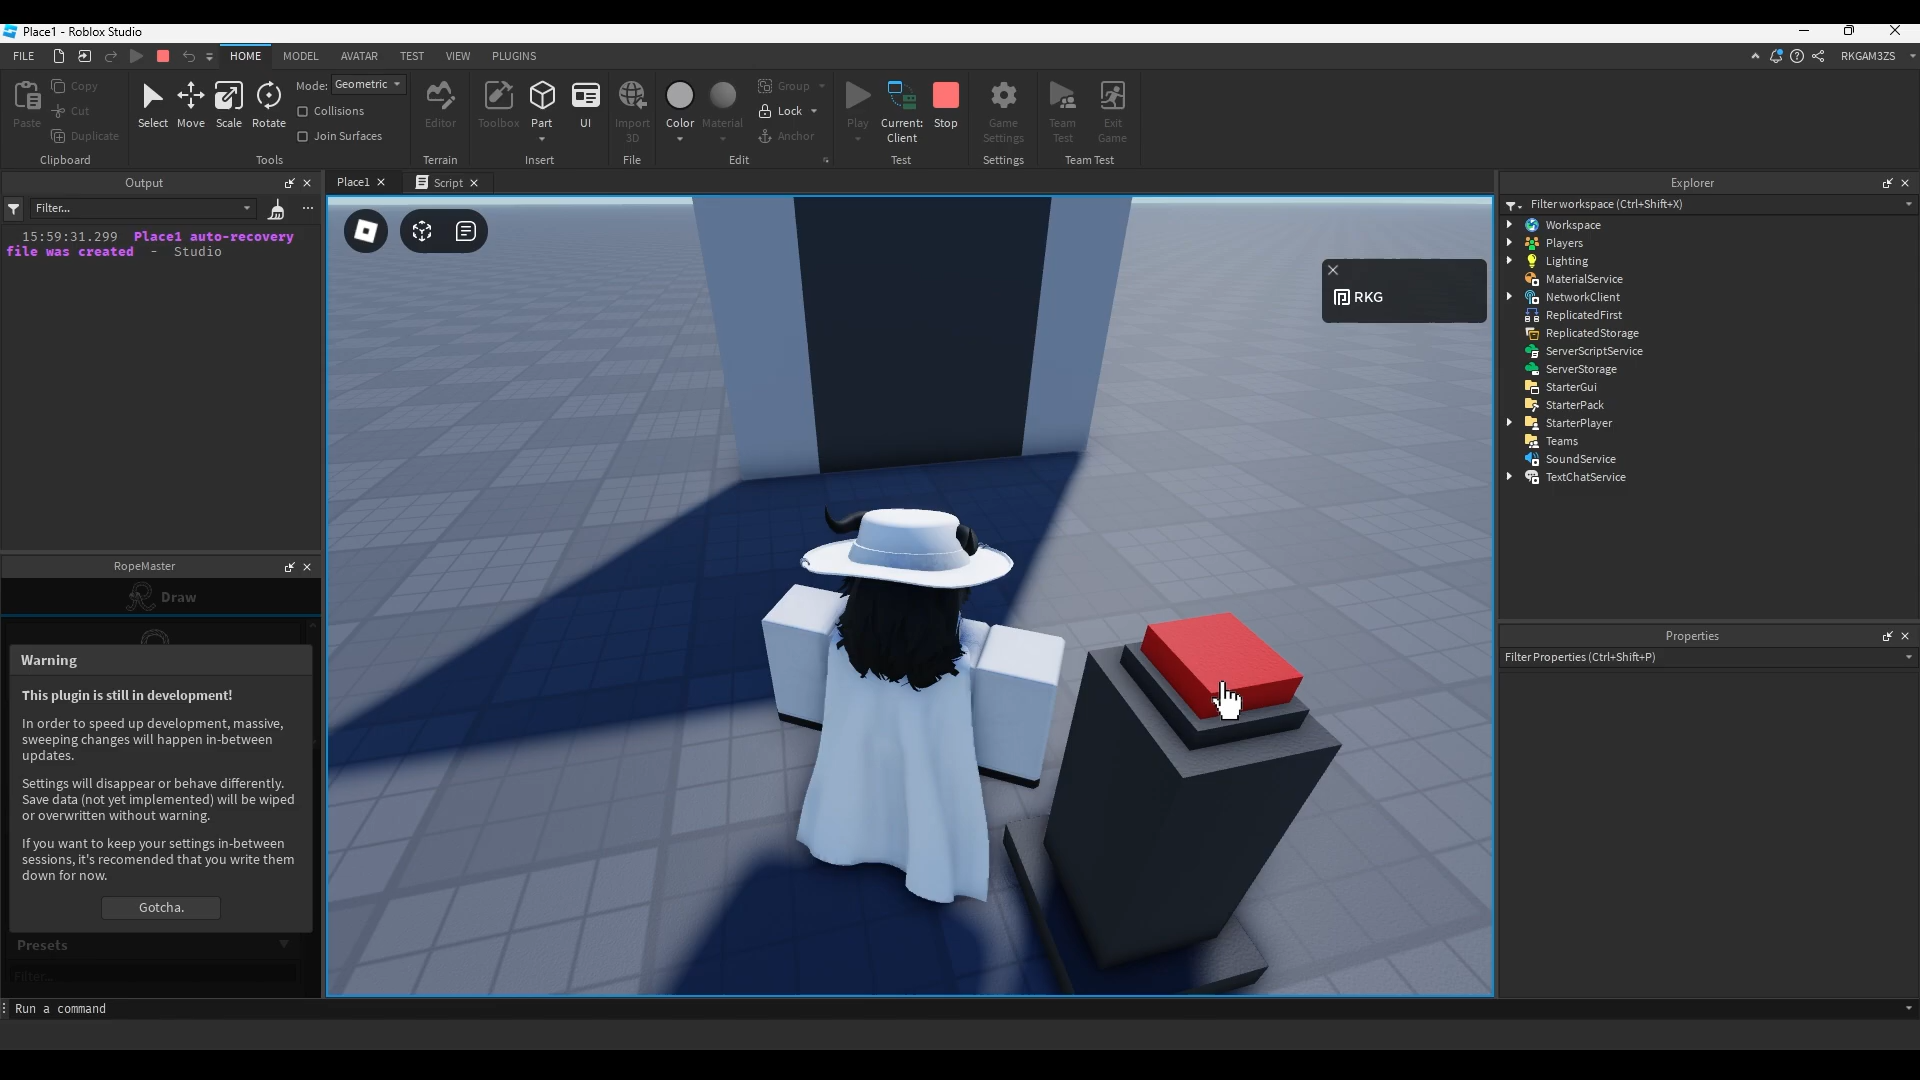 Place1 - Roblox Studio
FILE
HOME
MODEL
AVATAR
TEST
VIEW
PLUGINS
RKGAM3ZS
Paste
Copy
Cut
Duplicate
Clipboard
Select
Move
Scale
Rotate
Mode: Geometric
Collisions
Join Surfaces
Tools
Editor
Terrain
Toolbox
Part
UI
Insert
Import
3D
File
Color
Material
Group
Lock
Anchor
Edit
Play
Current:
Client
Stop
Test
Game
Settings
Settings
Team
Test
Exit
Game
Team Test
Output
Filter...
15:59:31.299 Place1 auto-recovery
file was created - Studio
RopeMaster
Draw
Warning
This plugin is still in development!
In order to speed up development, massive,
sweeping changes will happen in-between
updates.
Settings will disappear or behave differently.
Save data (not yet implemented) will be wiped
or overwritten without warning.
If you want to keep your settings in-between
sessions, it's recomended that you write them
down for now.
Gotcha.
Presets
Filter...
Place1
Script
RKG
Explorer
Filter workspace (Ctrl+Shift+X)
Workspace
Players
Lighting
MaterialService
NetworkClient
ReplicatedFirst
ReplicatedStorage
ServerScriptService
ServerStorage
StarterGui
StarterPack
StarterPlayer
Teams
SoundService
TextChatService
Properties
Filter Properties (Ctrl+Shift+P)
Run a command